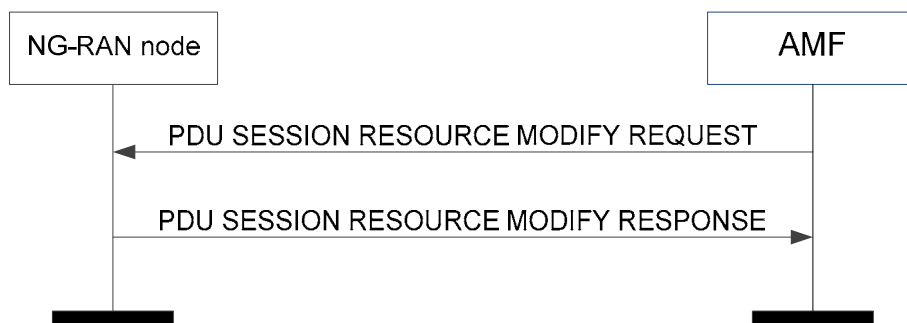 NG-RAN node
AMF
PDU SESSION RESOURCE MODIFY REQUEST
PDU SESSION RESOURCE MODIFY RESPONSE